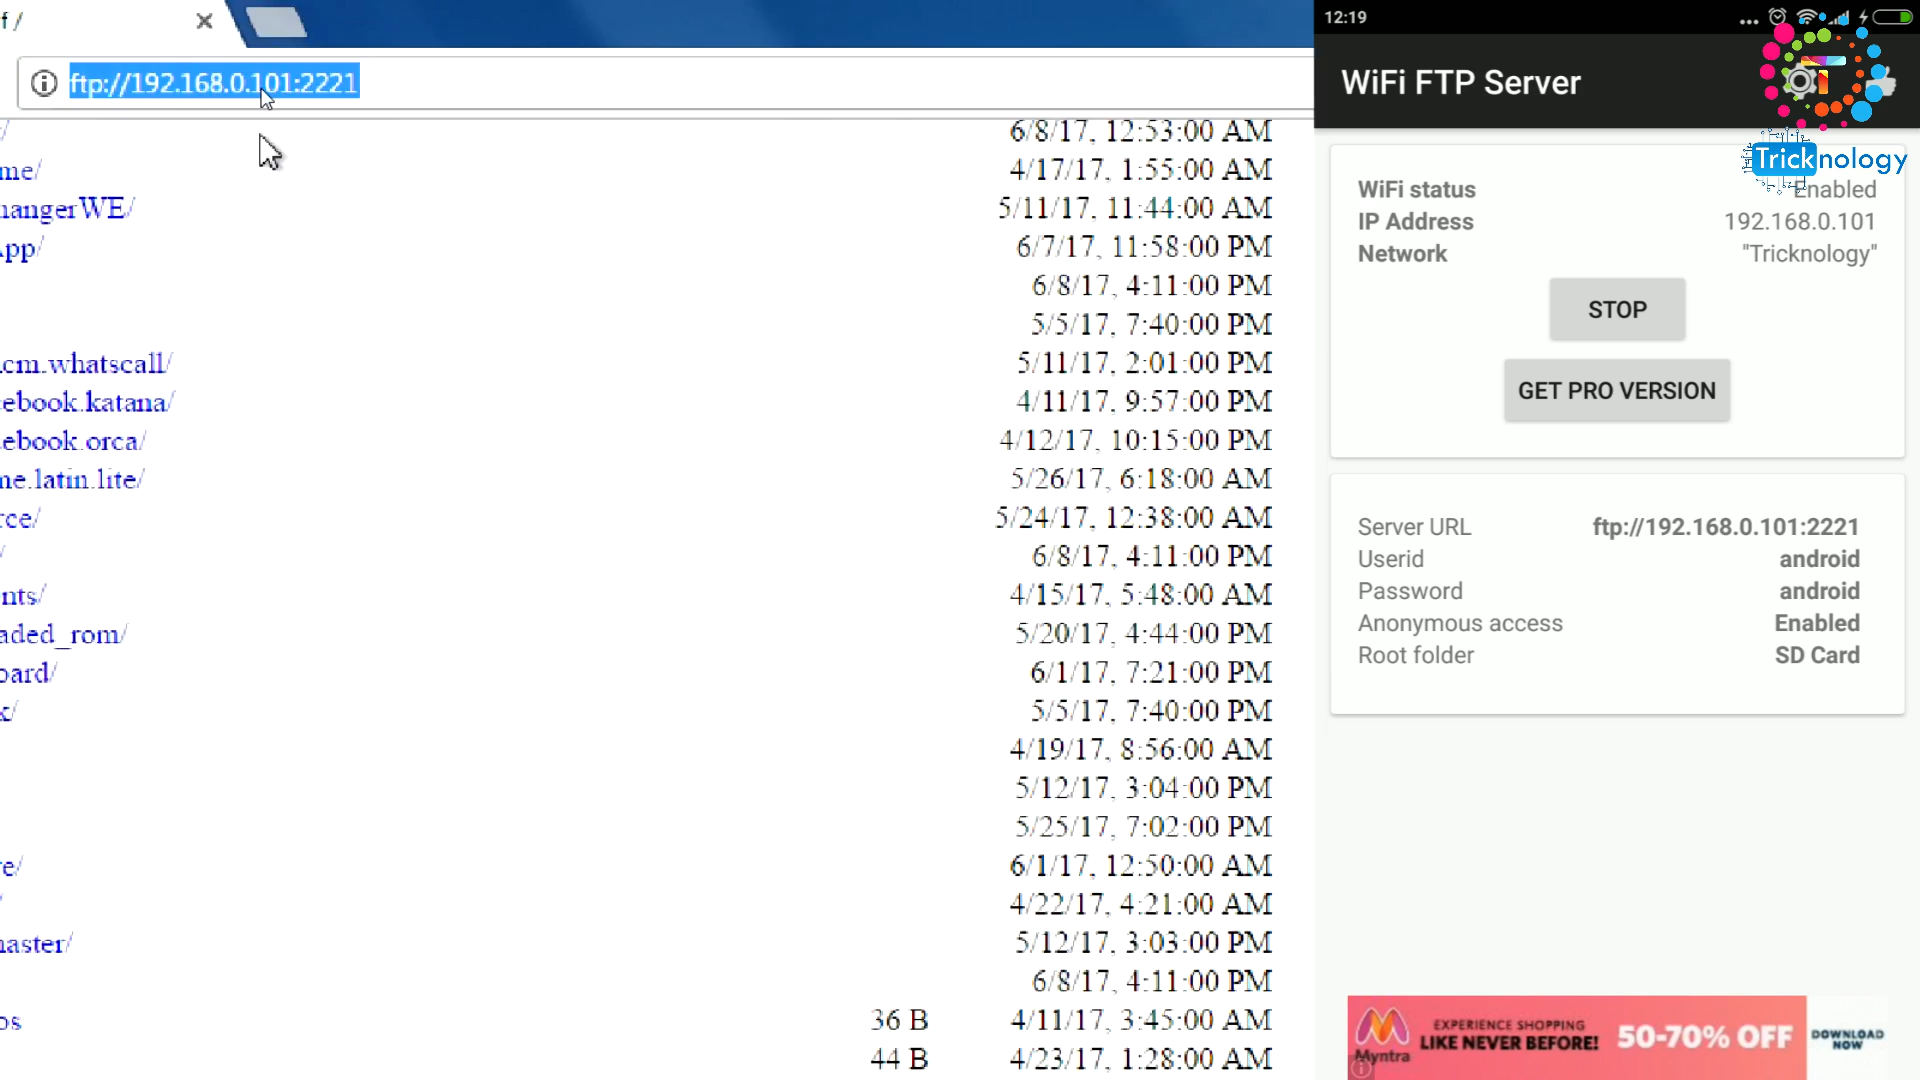 f /
ftp://192.168.0.101:2221
/ 6/8/17, 12:53:00 AM
me/ 4/17/17, 1:55:00 AM
hangerWE/ 5/11/17, 11:44:00 AM
App/ 6/7/17, 11:58:00 PM
6/8/17, 4:11:00 PM
5/5/17, 7:40:00 PM
.cm.whatscall/ 5/11/17, 2:01:00 PM
ebook.katana/ 4/11/17, 9:57:00 PM
ebook.orca/ 4/12/17, 10:15:00 PM
me.latin.lite/ 5/26/17, 6:18:00 AM
rce/ 5/24/17, 12:38:00 AM
/ 6/8/17, 4:11:00 PM
nts/ 4/15/17, 5:48:00 AM
aded_rom/ 5/20/17, 4:44:00 PM
oard/ 6/1/17, 7:21:00 PM
x/ 5/5/17, 7:40:00 PM
4/19/17, 8:56:00 AM
5/12/17, 3:04:00 PM
5/25/17, 7:02:00 PM
re/ 6/1/17, 12:50:00 AM
/ 4/22/17, 4:21:00 AM
master/ 5/12/17, 3:03:00 PM
6/8/17, 4:11:00 PM
os 36 B 4/11/17, 3:45:00 AM
44 B 4/23/17, 1:28:00 AM
12:19
WiFi FTP Server
Tricknology
WiFi status Enabled
IP Address 192.168.0.101
Network "Tricknology"
STOP
GET PRO VERSION
Server URL ftp://192.168.0.101:2221
Userid android
Password android
Anonymous access Enabled
Root folder SD Card
Myntra
EXPERIENCE SHOPPING
LIKE NEVER BEFORE!
50-70% OFF
DOWNLOAD
NOW